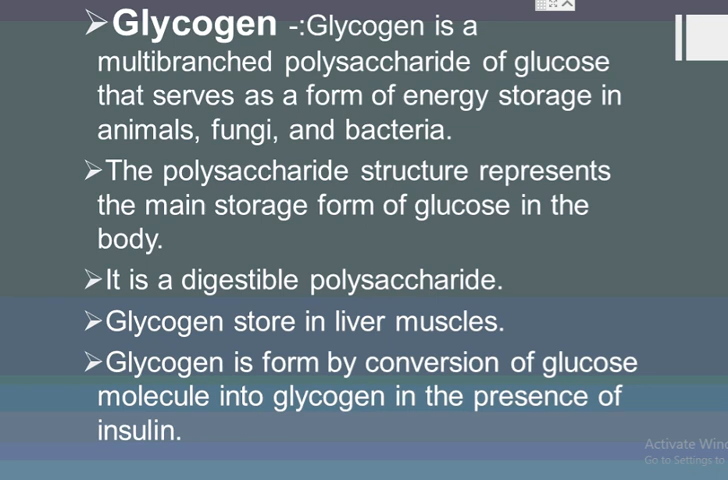 ➢Glycogen -:Glycogen is a
multibranched polysaccharide of glucose
that serves as a form of energy storage in
animals, fungi, and bacteria.
➢The polysaccharide structure represents
the main storage form of glucose in the
body.
➢It is a digestible polysaccharide.
➢Glycogen store in liver muscles.
➢Glycogen is form by conversion of glucose
molecule into glycogen in the presence of
insulin.
Activate Win
Go to Settings to